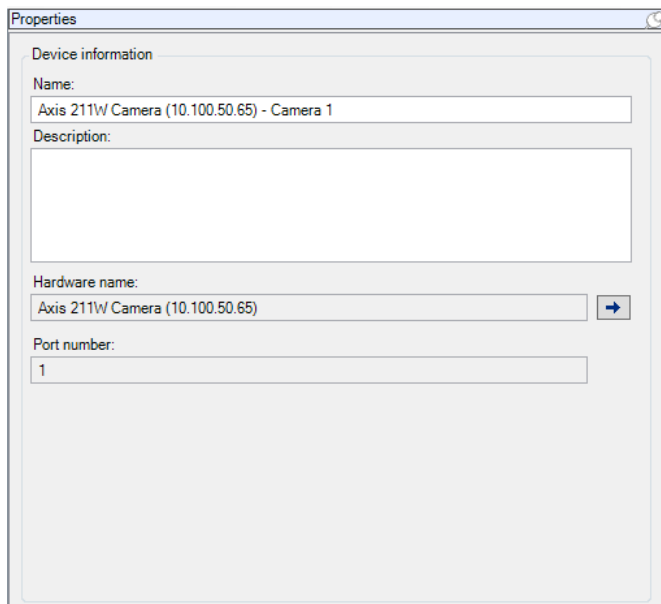 Properties
Device information
Name:
Axis 211W Camera (10.100.50.65) - Camera 1
Description:
Hardware name:
Axis 211W Camera (10.100.50.65)
Port number:
1